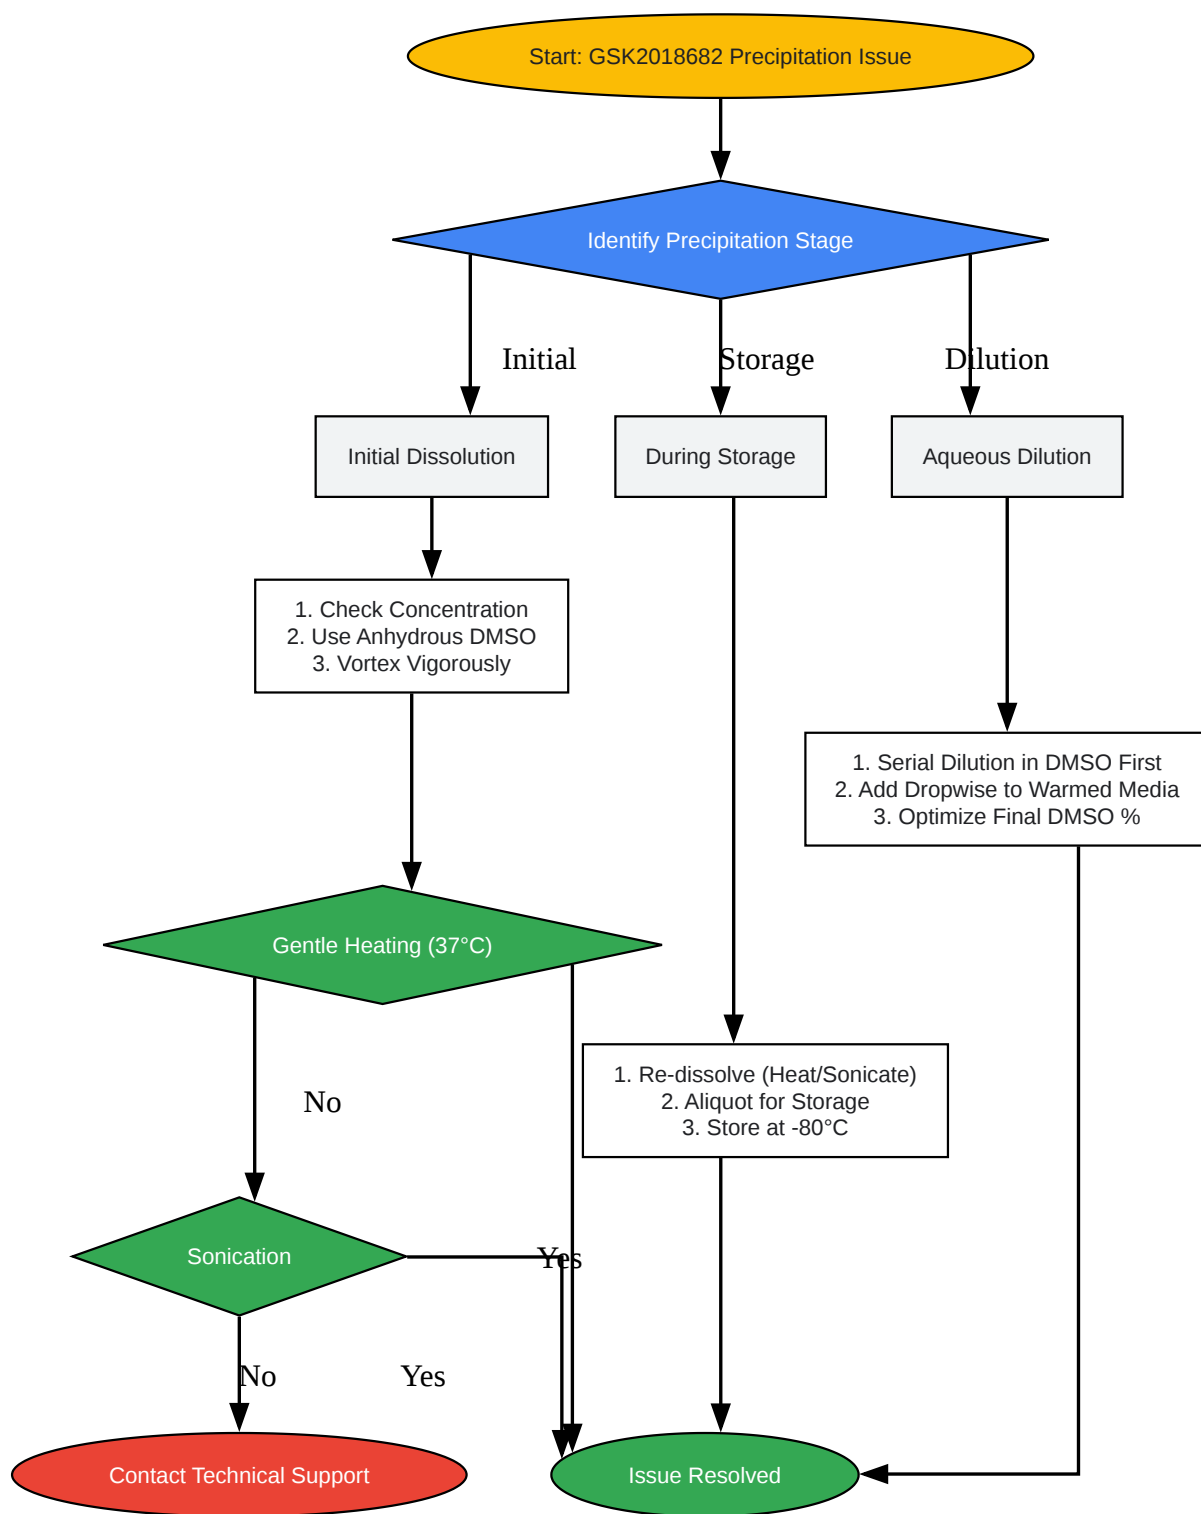 Start: GSK2018682 Precipitation Issue
Identify Precipitation Stage
Initial
Storage
Dilution
Initial Dissolution
During Storage
Aqueous Dilution
1. Check Concentration
2. Use Anhydrous DMSO
3. Vortex Vigorously
1. Serial Dilution in DMSO First
2. Add Dropwise to Warmed Media
3. Optimize Final DMSO %
Gentle Heating (37°C)
1. Re-dissolve (Heat/Sonicate)
2. Aliquot for Storage
3. Store at -80°C
No
Sonication
Yes
No
Yes
Contact Technical Support
Issue Resolved